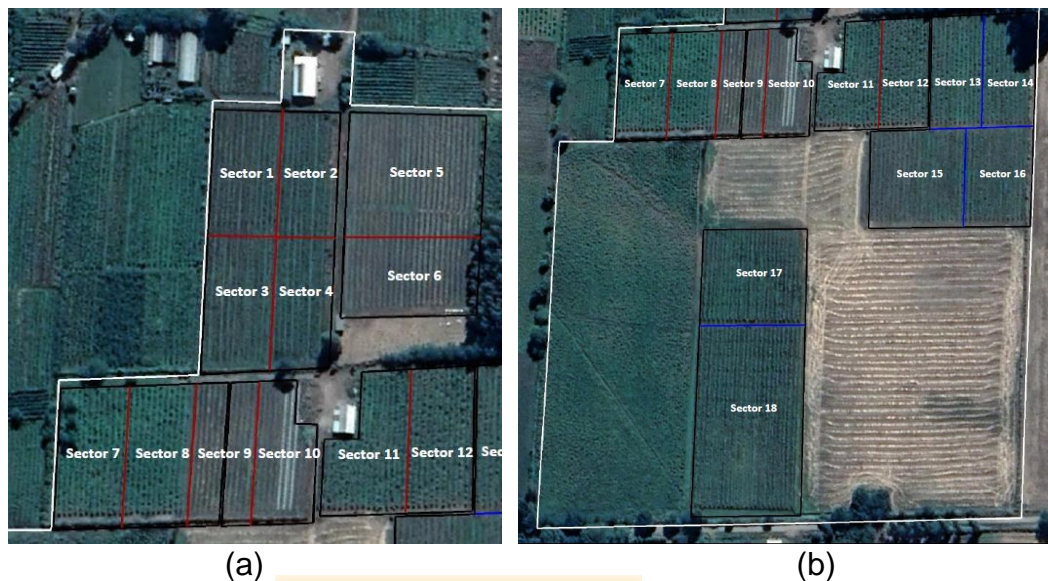 Sector 1
Sector 2
Sector 5
Sector 3
Sector 4
Sector 6
Sector 7
Sector 8
Sector 9
Sector 10
Sector 11
Sector 12
Sec
(a)
Sector 7
Sector 8
Sector 9
Sector 10
Sector 11
Sector 12
Sector 13
Sector 14
Sector 15
Sector 16
Sector 17
Sector 18
(b)